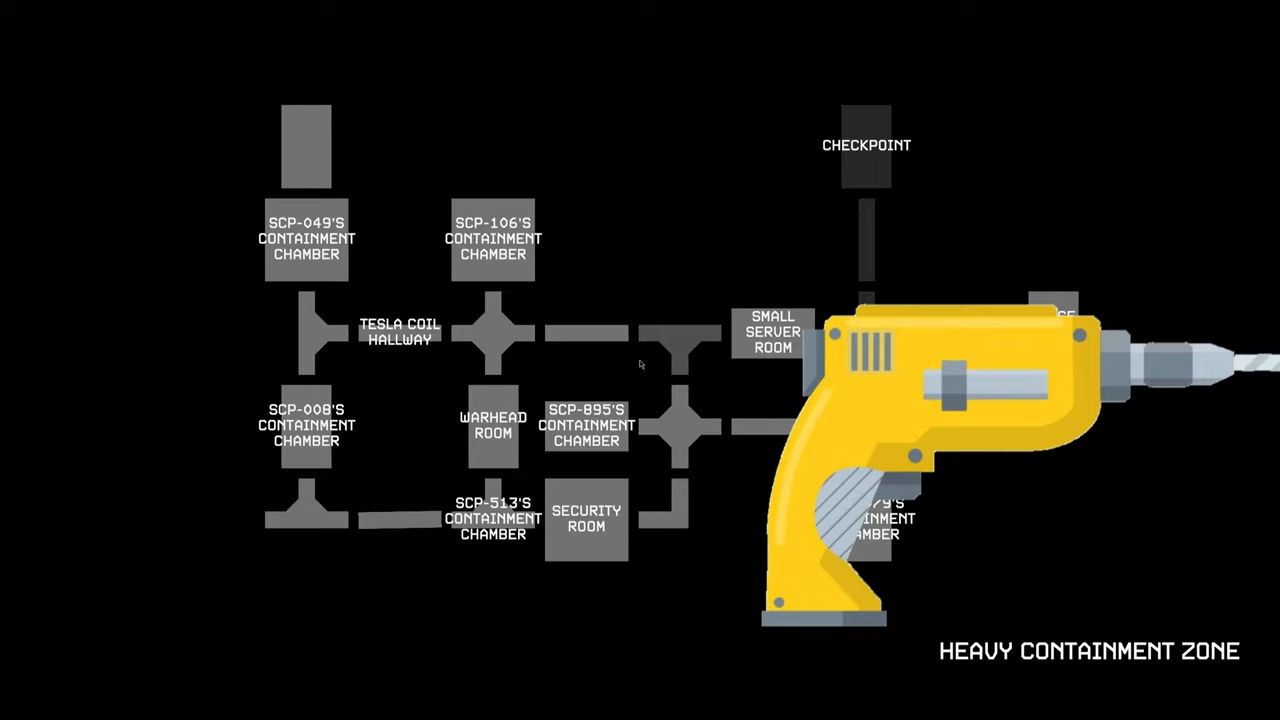 CHECKPOINT
SCP-049'S
CONTAINMENT
CHAMBER
SCP-106'S
CONTAINMENT
CHAMBER
TESLA COIL
HALLWAY
SMALL
SERVER
ROOM
SCP-008'S
CONTAINMENT
CHAMBER
WARHEAD
ROOM
SCP-895'S
CONTAINMENT
CHAMBER
SCP-513'S
CONTAINMENT
CHAMBER
SECURITY
ROOM
HEAVY CONTAINMENT ZONE